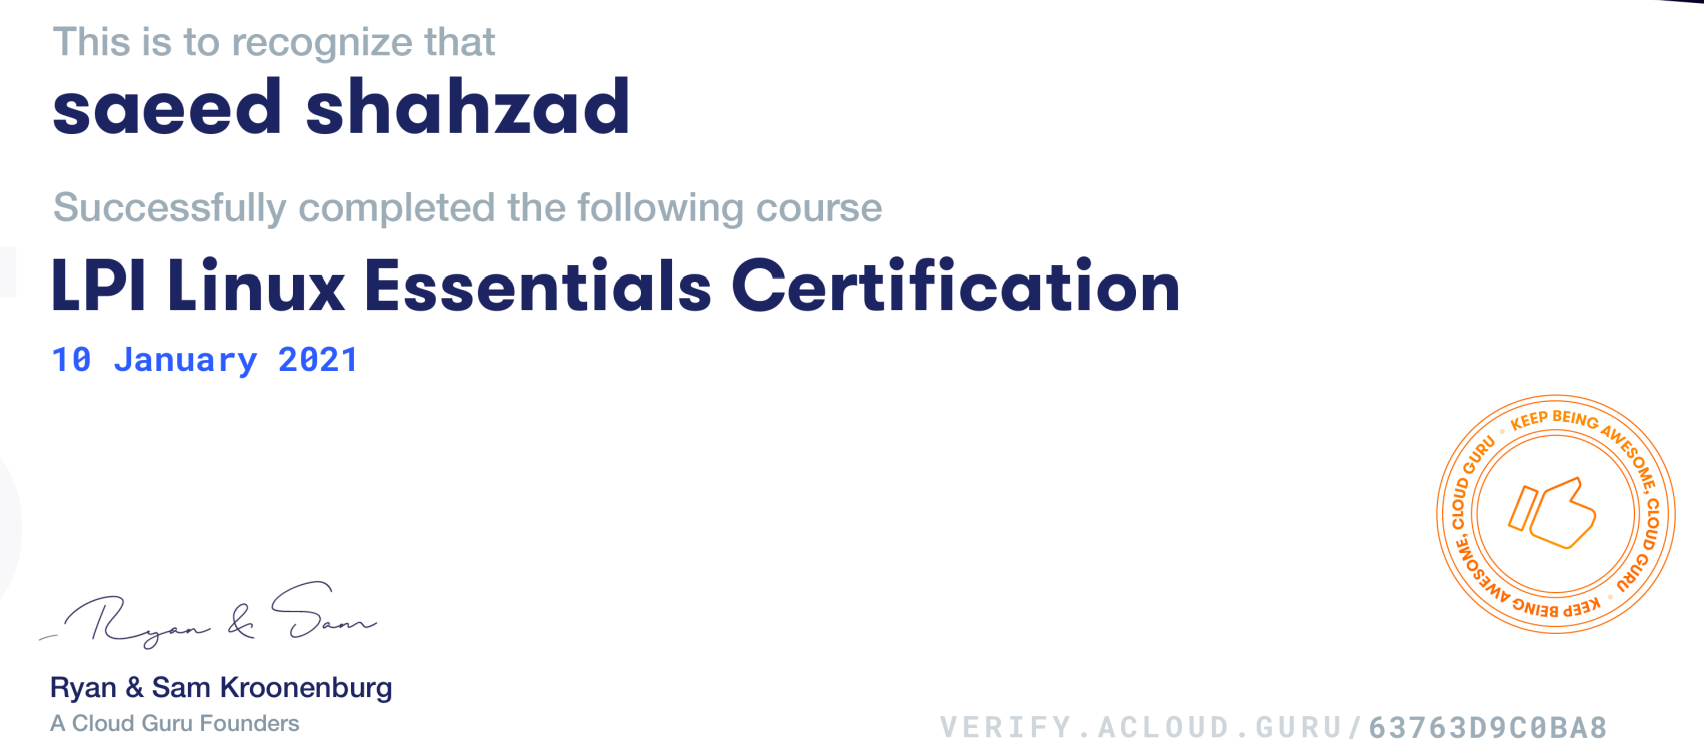 This is to recognize that
saeed shahzad
Successfully completed the following course
LPI Linux Essentials Certification
10 January 2021
KEEP BEING AWESOME, CLOUD GURU • KEEP BEING AWESOME, CLOUD GURU •
Ryan & Sam
Ryan & Sam Kroonenburg
A Cloud Guru Founders
VERIFY.ACLOUD.GURU/63763D9C0BA8